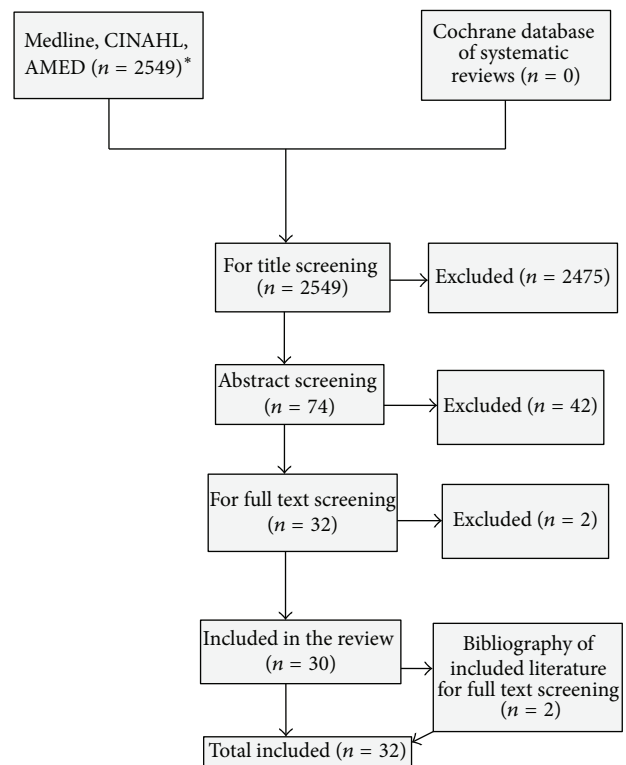 Medline, CINAHL,
AMED (n = 2549)*
Cochrane database
of systematic
reviews (n = 0)
For title screening
(n = 2549)
Excluded (n = 2475)
Abstract screening
(n = 74)
Excluded (n = 42)
For full text screening
(n = 32)
Excluded (n = 2)
Included in the review
(n = 30)
Bibliography of
included literature
for full text screening
(n = 2)
Total included (n = 32)